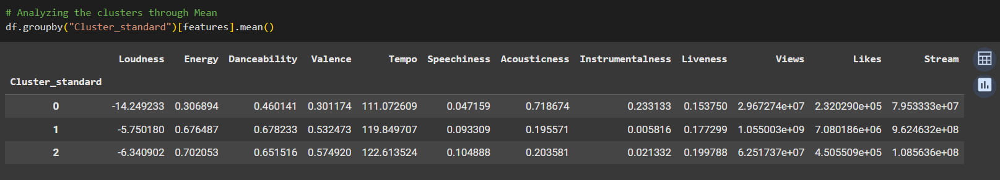 # Analyzing the clusters through Mean
df.groupby("Cluster_standard")[features].mean()
Loudness Energy Danceability Valence Tempo Speechiness Acousticness Instrumentalness Liveness Views Likes Stream
Cluster_standard
0 -14.249233 0.306894 0.460141 0.301174 111.072609 0.047159 0.718674 0.233133 0.153750 2.967274e+07 2.320290e+05 7.953333e+07
1 -5.750180 0.676487 0.678233 0.532473 119.849707 0.093309 0.195571 0.005816 0.177299 1.055003e+09 7.080186e+06 9.624632e+08
2 -6.340902 0.702053 0.651516 0.574920 122.613524 0.104888 0.203581 0.021332 0.199788 6.251737e+07 4.505509e+05 1.085636e+08